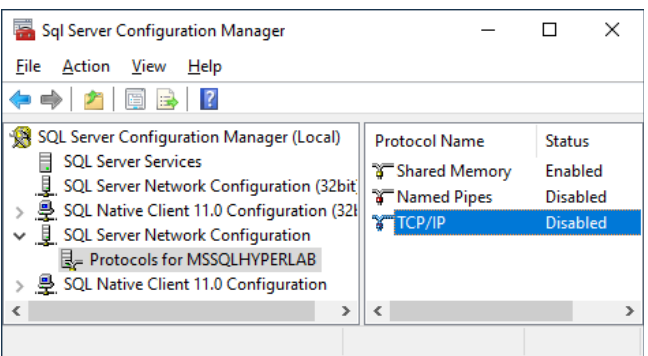 Sql Server Configuration Manager
File Action View Help
SQL Server Configuration Manager (Local)
SQL Server Services
SQL Server Network Configuration (32bit
SQL Native Client 11.0 Configuration (32b
SQL Server Network Configuration
Protocols for MSSQLHYPERLAB
SQL Native Client 11.0 Configuration
Protocol Name Status
Shared Memory Enabled
Named Pipes Disabled
TCP/IP Disabled